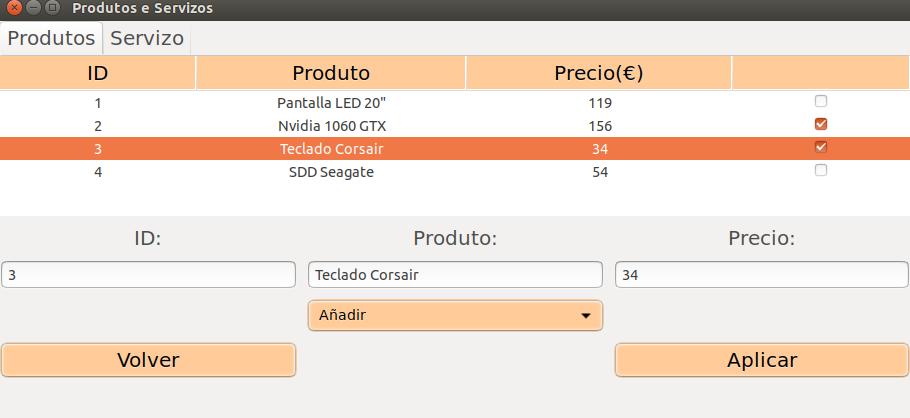 Produtos e Servizos
Produtos Servizo
ID Produto Precio(€)
1 Pantalla LED 20" 119
2 Nvidia 1060 GTX 156
3 Teclado Corsair 34
4 SDD Seagate 54
ID: Produto: Precio:
3 Teclado Corsair 34
Añadir
Volver Aplicar